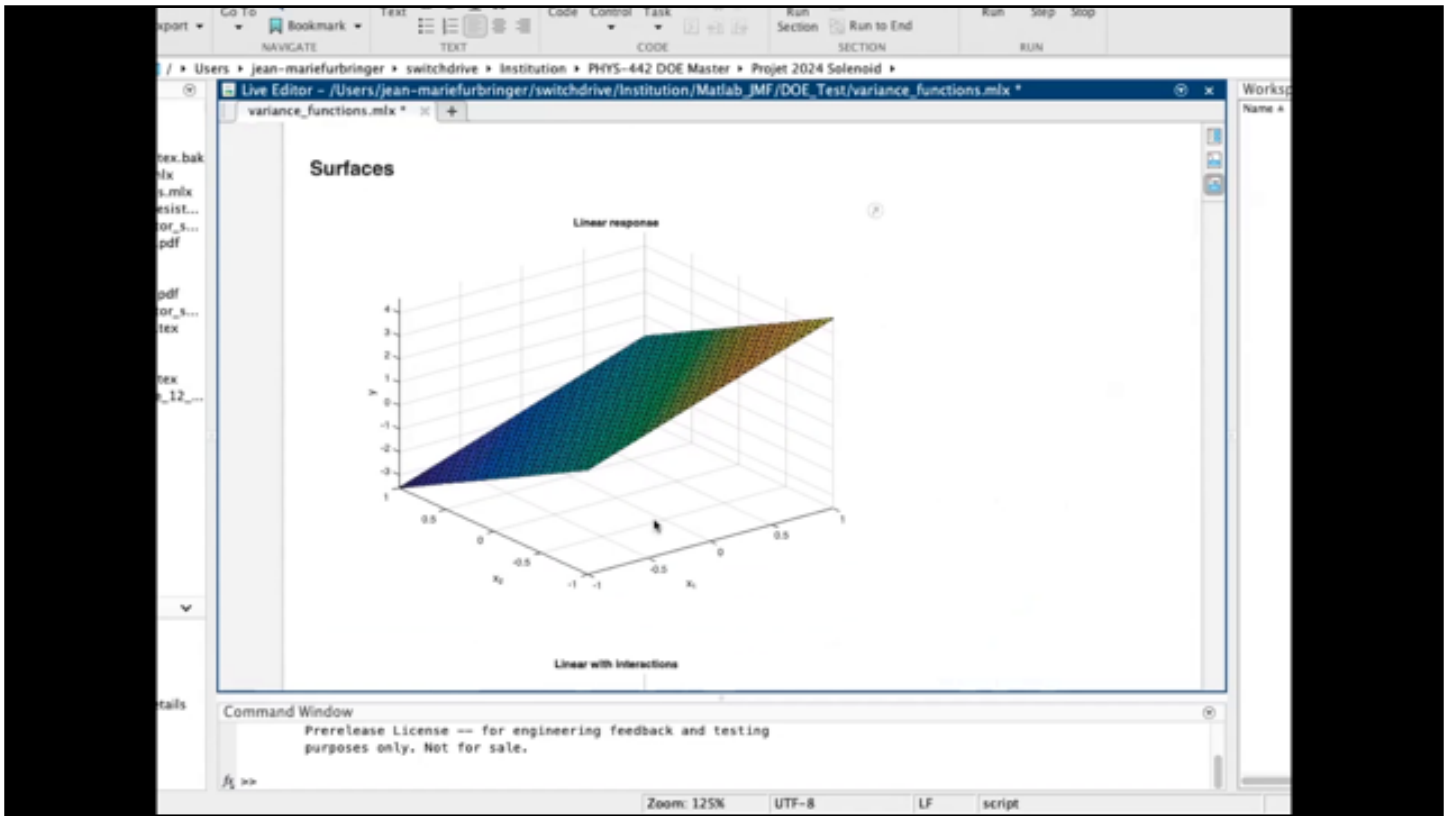 Go To
Text
Code Control Task
Run
Run Step Stop
xport
Bookmark
Section
Run to End
NAVIGATE
TEXT
CODE
SECTION
RUN
/ ▸ Users ▸ jean-mariefurbringer ▸ switchdrive ▸ Institution ▸ PHYS-442 DOE Master ▸ Projet 2024 Solenoid ▸
Live Editor - /Users/jean-mariefurbringer/switchdrive/Institution/Matlab_JMF/DOE_Test/variance_functions.mlx *
Worksp
variance_functions.mlx *
Name
tex.bak
s.mlx
esist...
tor_s...
.pdf
pdf
tor_s...
.tex
tex
e_12_...
etails
Surfaces
Linear response
4
3
2
1
0
-1
-2
-3
y
1
0.5
0
-0.5
-1
x2
-1
-0.5
0
0.5
1
x1
Linear with interactions
Command Window
Prerelease License -- for engineering feedback and testing
purposes only. Not for sale.
fx >>
Zoom: 125%
UTF-8
LF
script